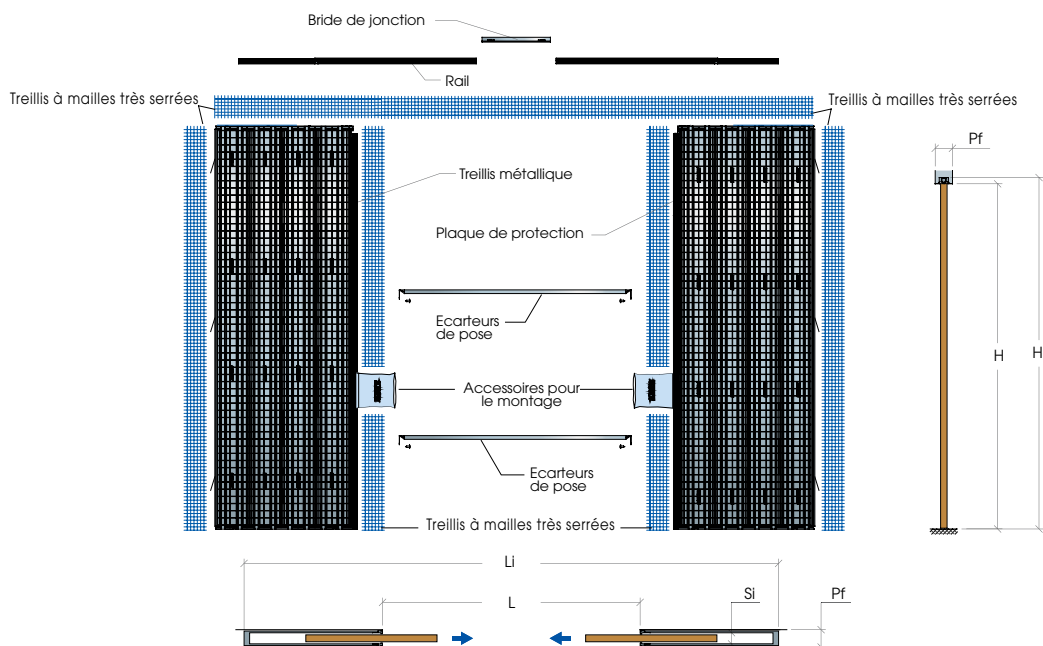 Bride de jonction
Rail
Treillis à mailles très serrées
Treillis à mailles très serrées
Pf
Treillis métallique
Plaque de protection
Ecarteurs
de pose
H
H
Accessoires pour
le montage
Ecarteurs
de pose
Treillis à mailles très serrées
Li
L
Si
Pf